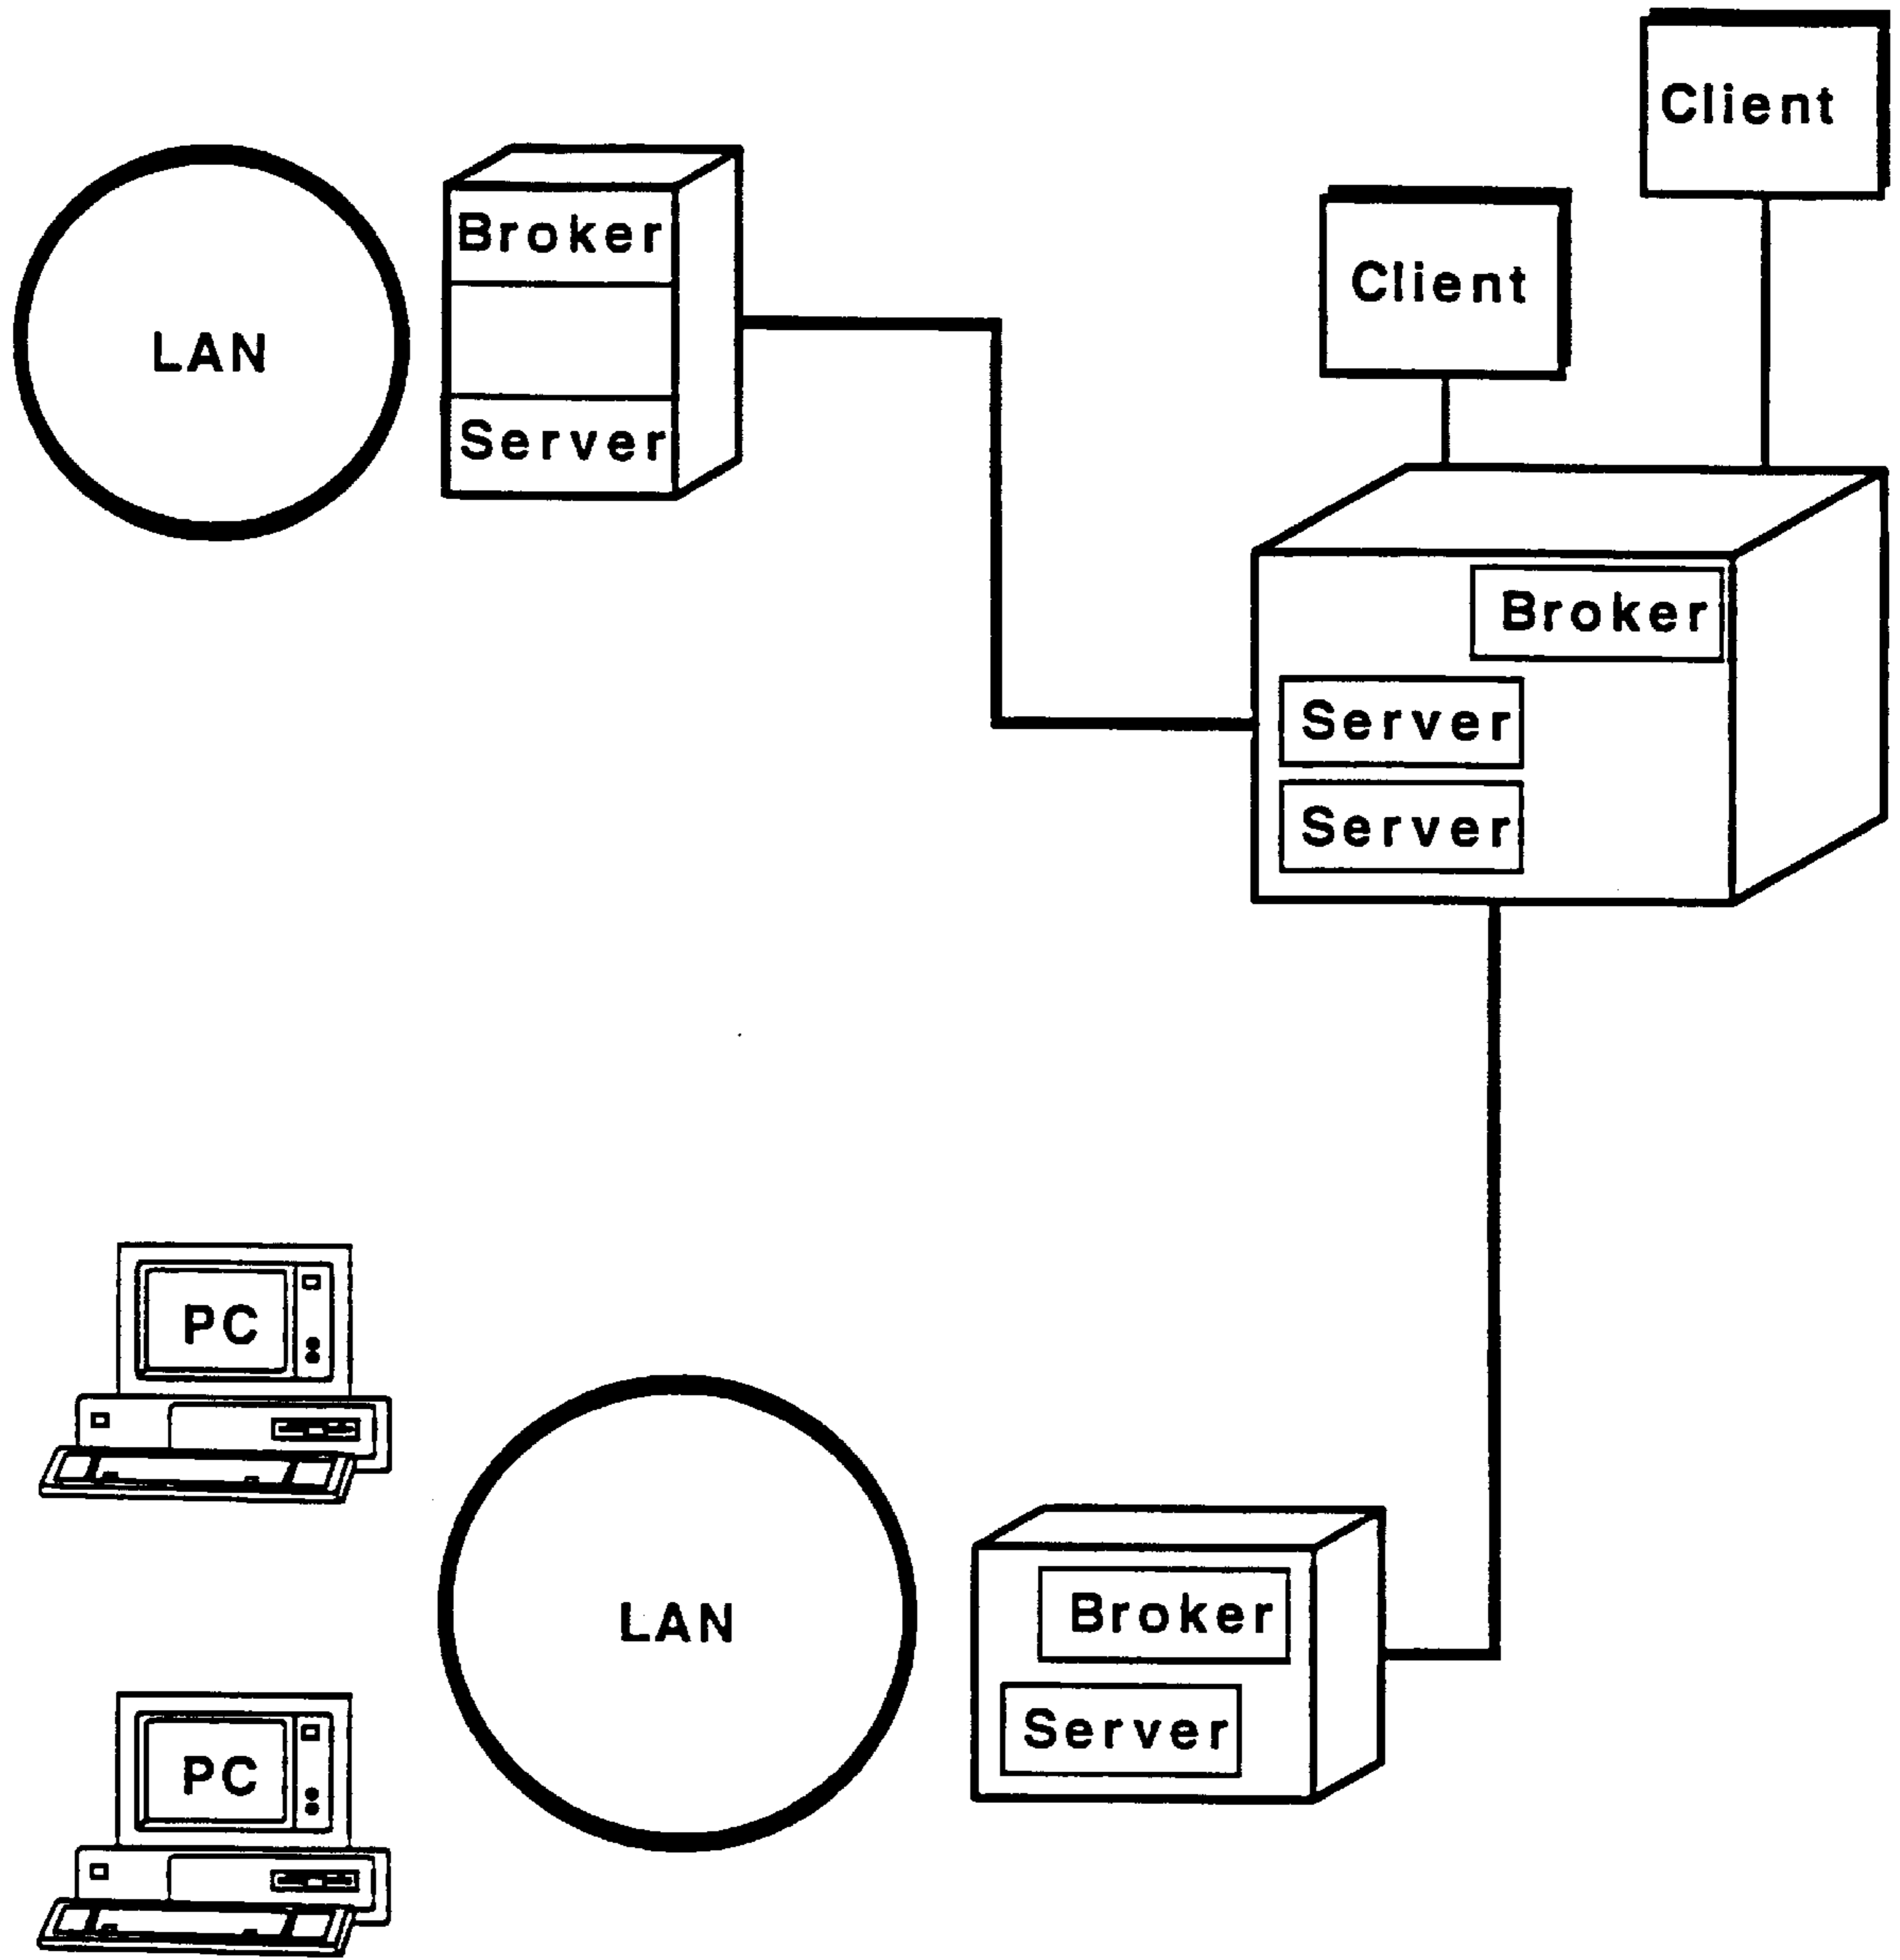 Client
Client
Broker
LAN
Server
Broker
Server
Server
PC
LAN
Broker
Server
PC